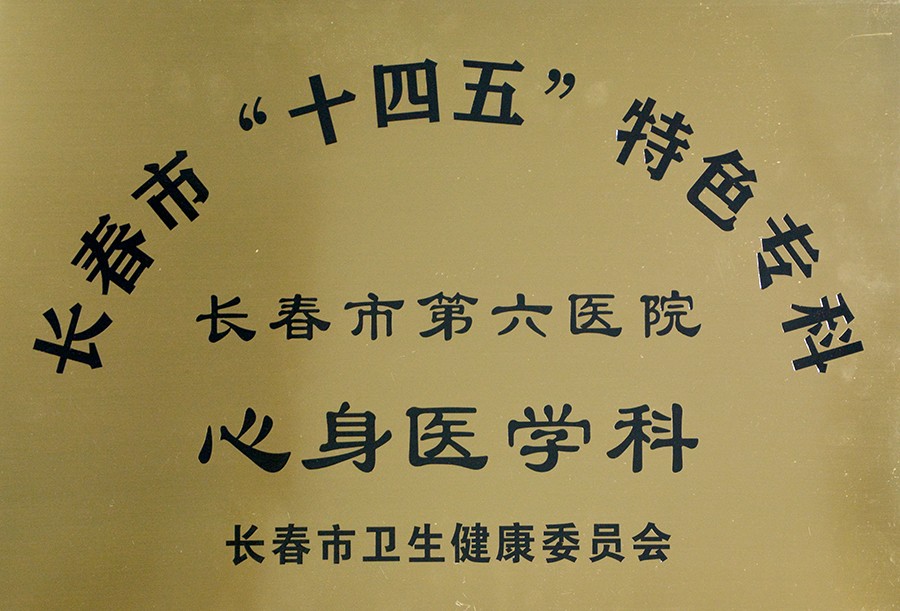 长春市“十四五”特色专科
长春市第六医院
心身医学科
长春市卫生健康委员会